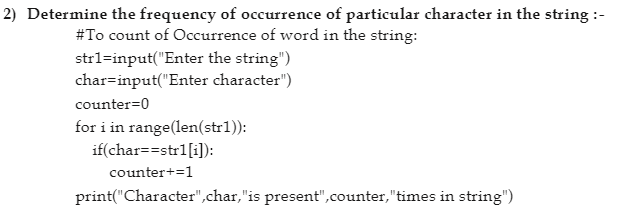 2) Determine the frequency of occurrence of particular character in the string :-
#To count of Occurrence of word in the string:
str1=input("Enter the string")
char=input("Enter character")
counter=0
for i in range(len(str1)):
if(char==str1[i]):
counter+=1
print("Character",char,"is present",counter,"times in string")